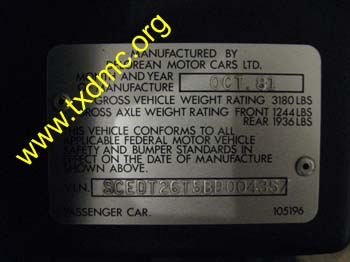 MANUFACTURED BY
DE LOREAN MOTOR CARS LTD.
MONTH AND YEAR
OF MANUFACTURE OCT. 81
GROSS VEHICLE WEIGHT RATING 3180 LBS
GROSS AXLE WEIGHT RATING FRONT 1244 LBS
REAR 1936 LBS
THIS VEHICLE CONFORMS TO ALL
APPLICABLE FEDERAL MOTOR VEHICLE
SAFETY AND BUMPER STANDARDS IN
EFFECT ON THE DATE OF MANUFACTURE
SHOWN ABOVE.
V.I.N.
PASSENGER CAR. 105196
www.txdmc.org